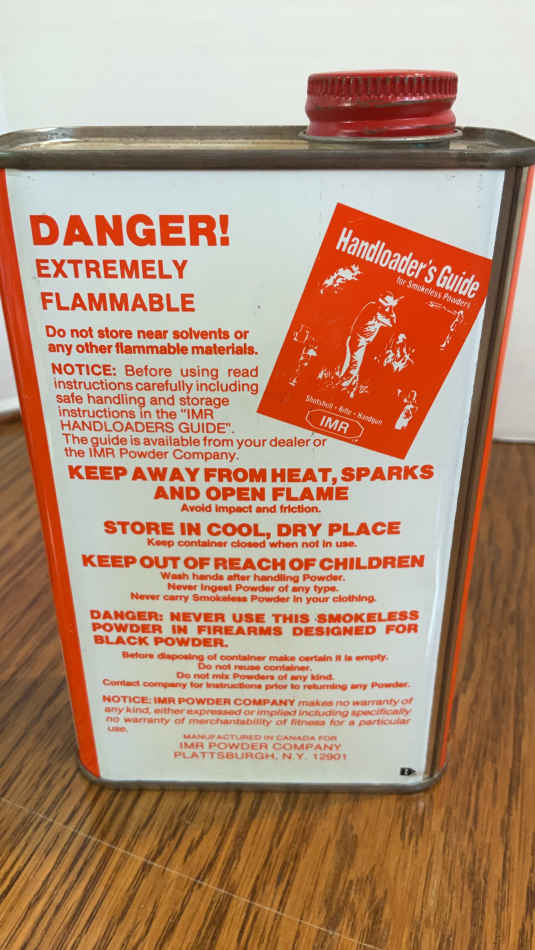 DANGER!
EXTREMELY
FLAMMABLE
Do not store near solvents or
any other flammable materials.
NOTICE: Before using read
instructions carefully including
safe handling and storage
instructions in the "IMR
HANDLOADERS GUIDE".
The guide is available from your dealer or
the IMR Powder Company.
Handloader's Guide
for Smokeless Powders
Shotshell • Rifle • Handgun
IMR
KEEP AWAY FROM HEAT, SPARKS
AND OPEN FLAME
Avoid impact and friction.
STORE IN COOL, DRY PLACE
Keep container closed when not in use.
KEEP OUT OF REACH OF CHILDREN
Wash hands after handling Powder.
Never ingest Powder of any type.
Never carry Smokeless Powder in your clothing.
DANGER: NEVER USE THIS SMOKELESS
POWDER IN FIREARMS DESIGNED FOR
BLACK POWDER.
Before disposing of container make certain it is empty.
Do not reuse container.
Do not mix Powders of any kind.
Contact company for instructions prior to returning any Powder.
NOTICE: IMR POWDER COMPANY makes no warranty of
any kind, either expressed or implied including specifically
no warranty of merchantability of fitness for a particular
use.
MANUFACTURED IN CANADA FOR
IMR POWDER COMPANY
PLATTSBURGH, N.Y. 12901